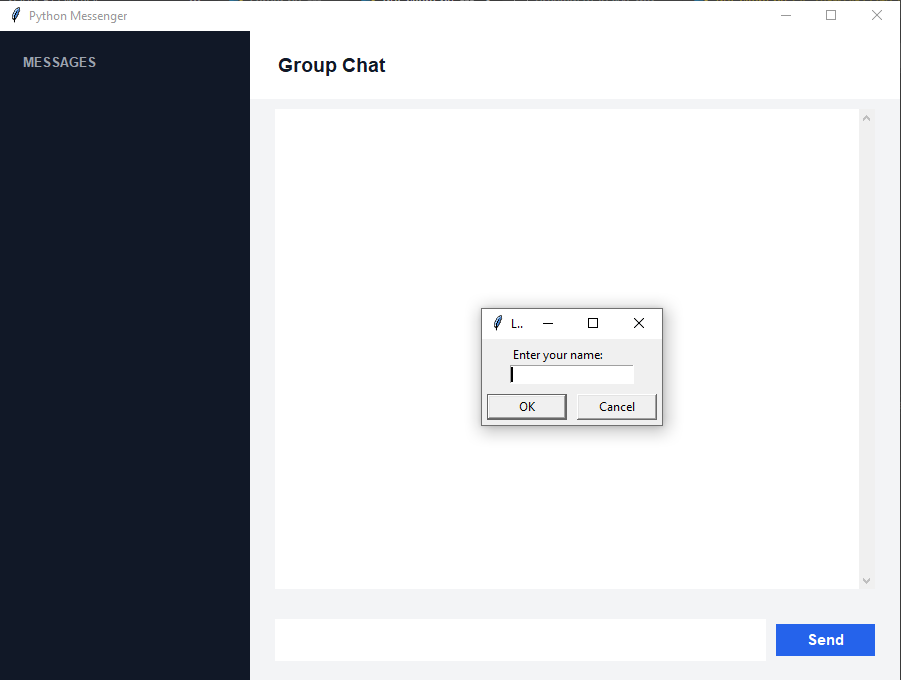 Python Messenger
MESSAGES
Group Chat
L..
Enter your name:
OK
Cancel
Send